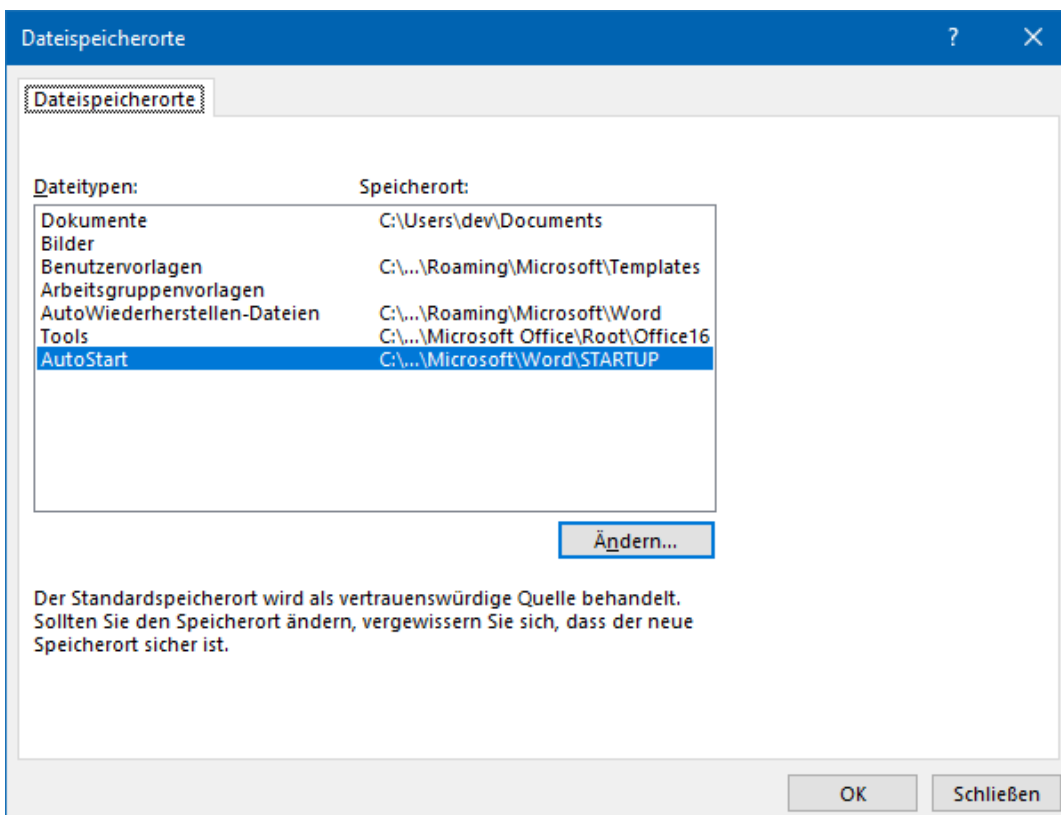 Dateispeicherorte ? ×
Dateispeicherorte
Dateitypen: Speicherort:
Dokumente C:\Users\dev\Documents
Bilder
Benutzervorlagen C:\...\Roaming\Microsoft\Templates
Arbeitsgruppenvorlagen
AutoWiederherstellen-Dateien C:\...\Roaming\Microsoft\Word
Tools C:\...\Microsoft Office\Root\Office16
AutoStart C:\...\Microsoft\Word\STARTUP
Ändern...
Der Standardspeicherort wird als vertrauenswürdige Quelle behandelt.
Sollten Sie den Speicherort ändern, vergewissern Sie sich, dass der neue
Speicherort sicher ist.
OK Schließen